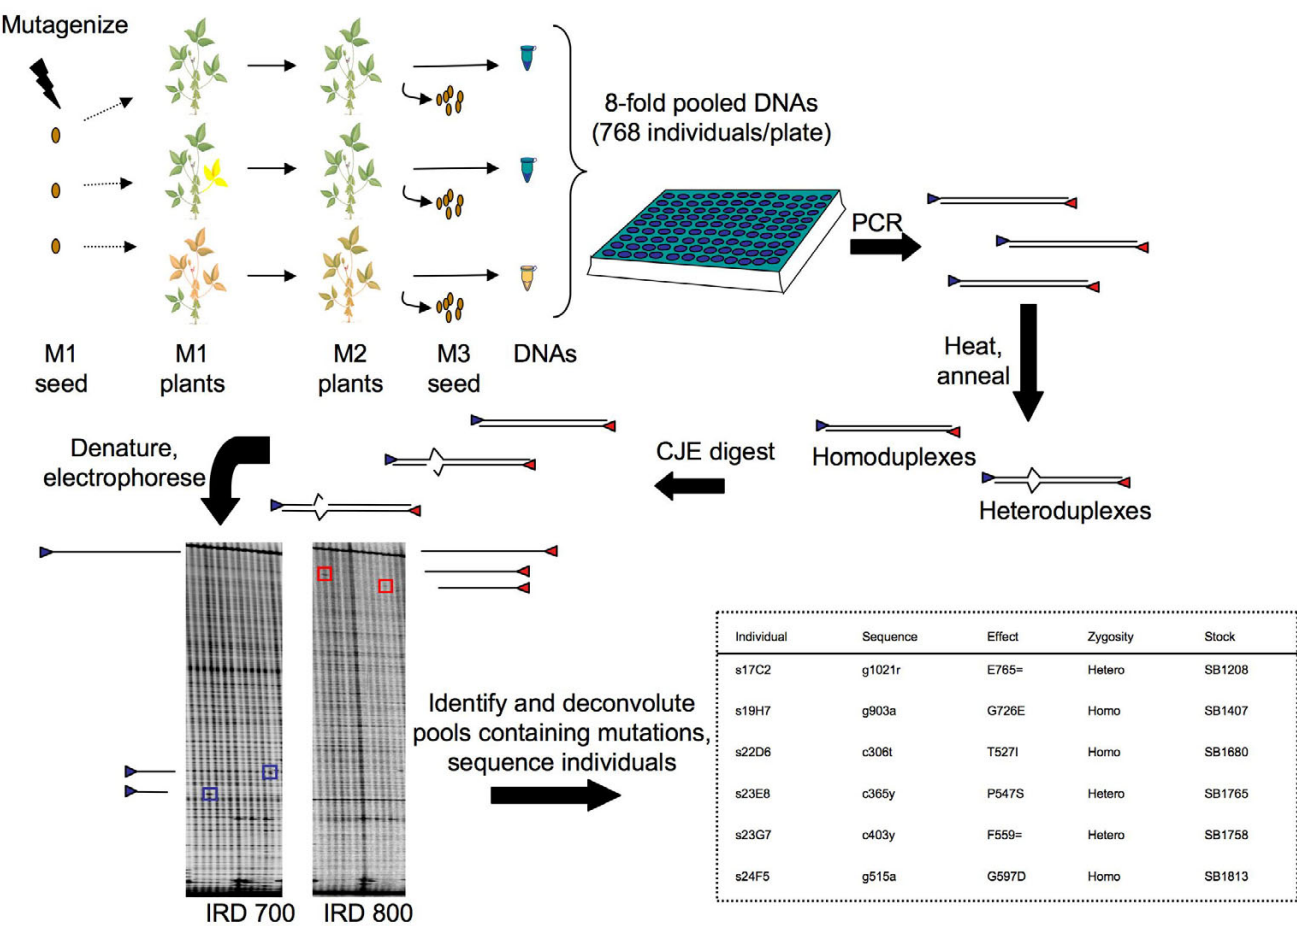 Mutagenize
8-fold pooled DNAs
(768 individuals/plate)
PCR
M1
seed
M1
plants
M2
plants
M3
seed
DNAs
Heat,
anneal
Homoduplexes
Heteroduplexes
CJE digest
Denature,
electrophorese
IRD 700
IRD 800
Identify and deconvolute
pools containing mutations,
sequence individuals
Individual Sequence Effect Zygosity Stock
s17C2 g1021r E765= Hetero SB1208
s19H7 g903a G726E Homo SB1407
s22D6 c306t T527I Homo SB1680
s23E8 c365y P547S Hetero SB1765
s23G7 c403y F559= Hetero SB1758
s24F5 g515a G597D Homo SB1813